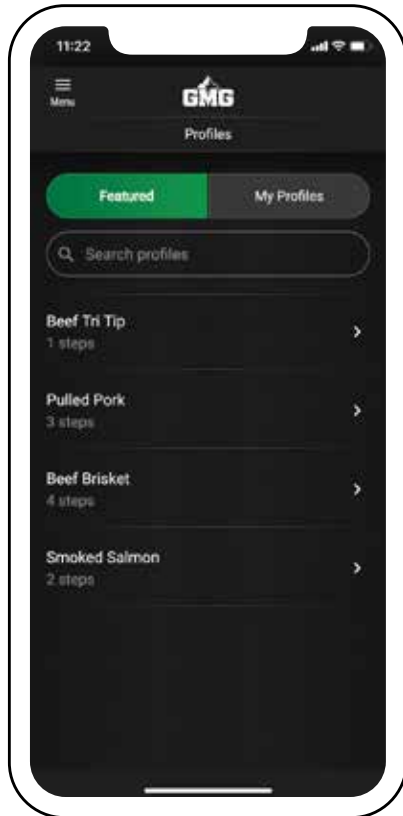 11:22
Menu
GMG
Profiles
Featured
My Profiles
Search profiles
Beef Tri Tip
1 steps
Pulled Pork
3 steps
Beef Brisket
4 steps
Smoked Salmon
2 steps